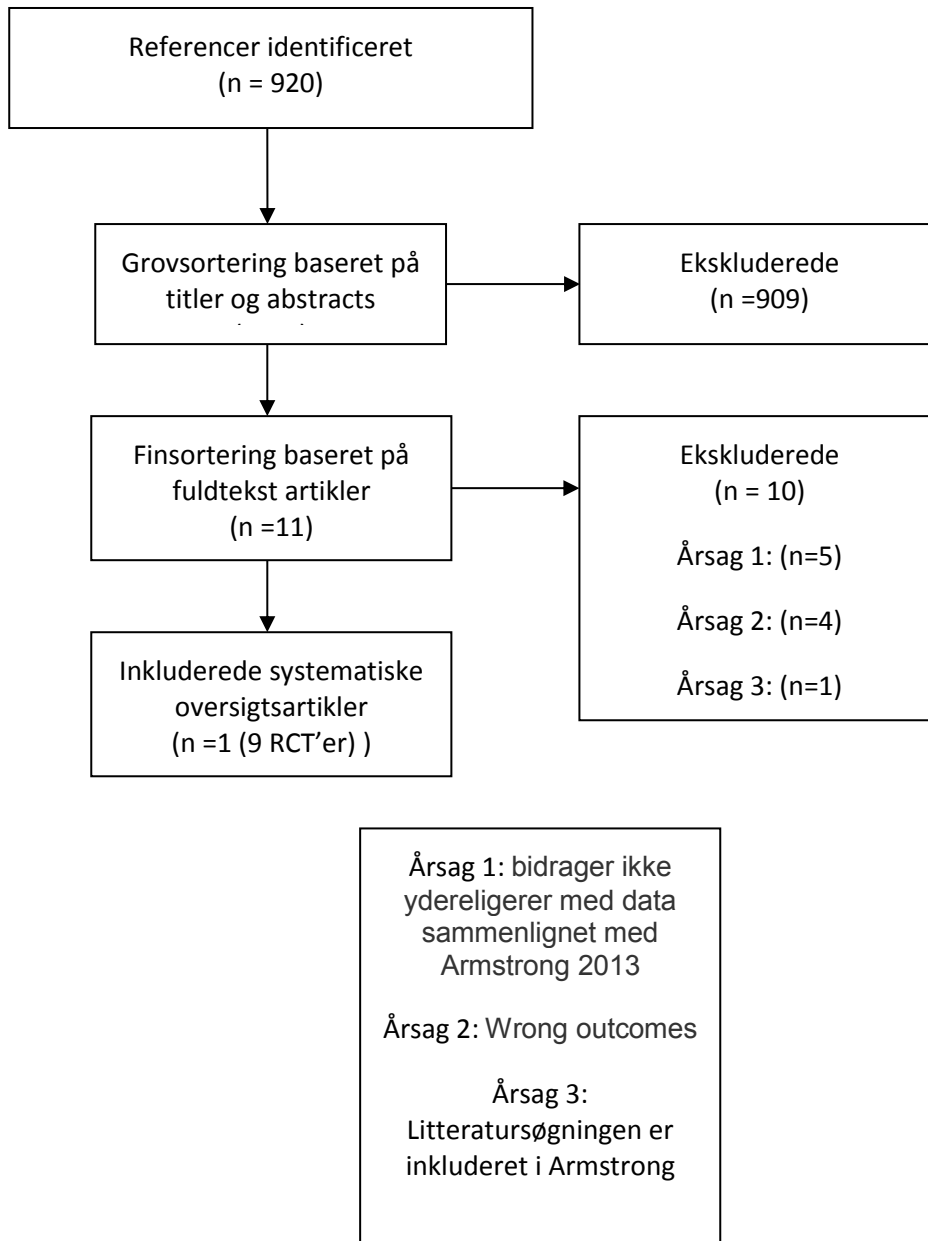 Referencer identificeret
(n = 920)
Grovsortering baseret på
titler og abstracts
Ekskluderede
(n =909)
Finsortering baseret på
fuldtekst artikler
(n =11)
Ekskluderede
(n = 10)
Årsag 1: (n=5)
Årsag 2: (n=4)
Årsag 3: (n=1)
Inkluderede systematiske
oversigtsartikler
(n =1 (9 RCT’er) )
Årsag 1: bidrager ikke
ydereligerer med data
sammenlignet med
Armstrong 2013
Årsag 2: Wrong outcomes
Årsag 3:
Litteratursøgningen er
inkluderet i Armstrong